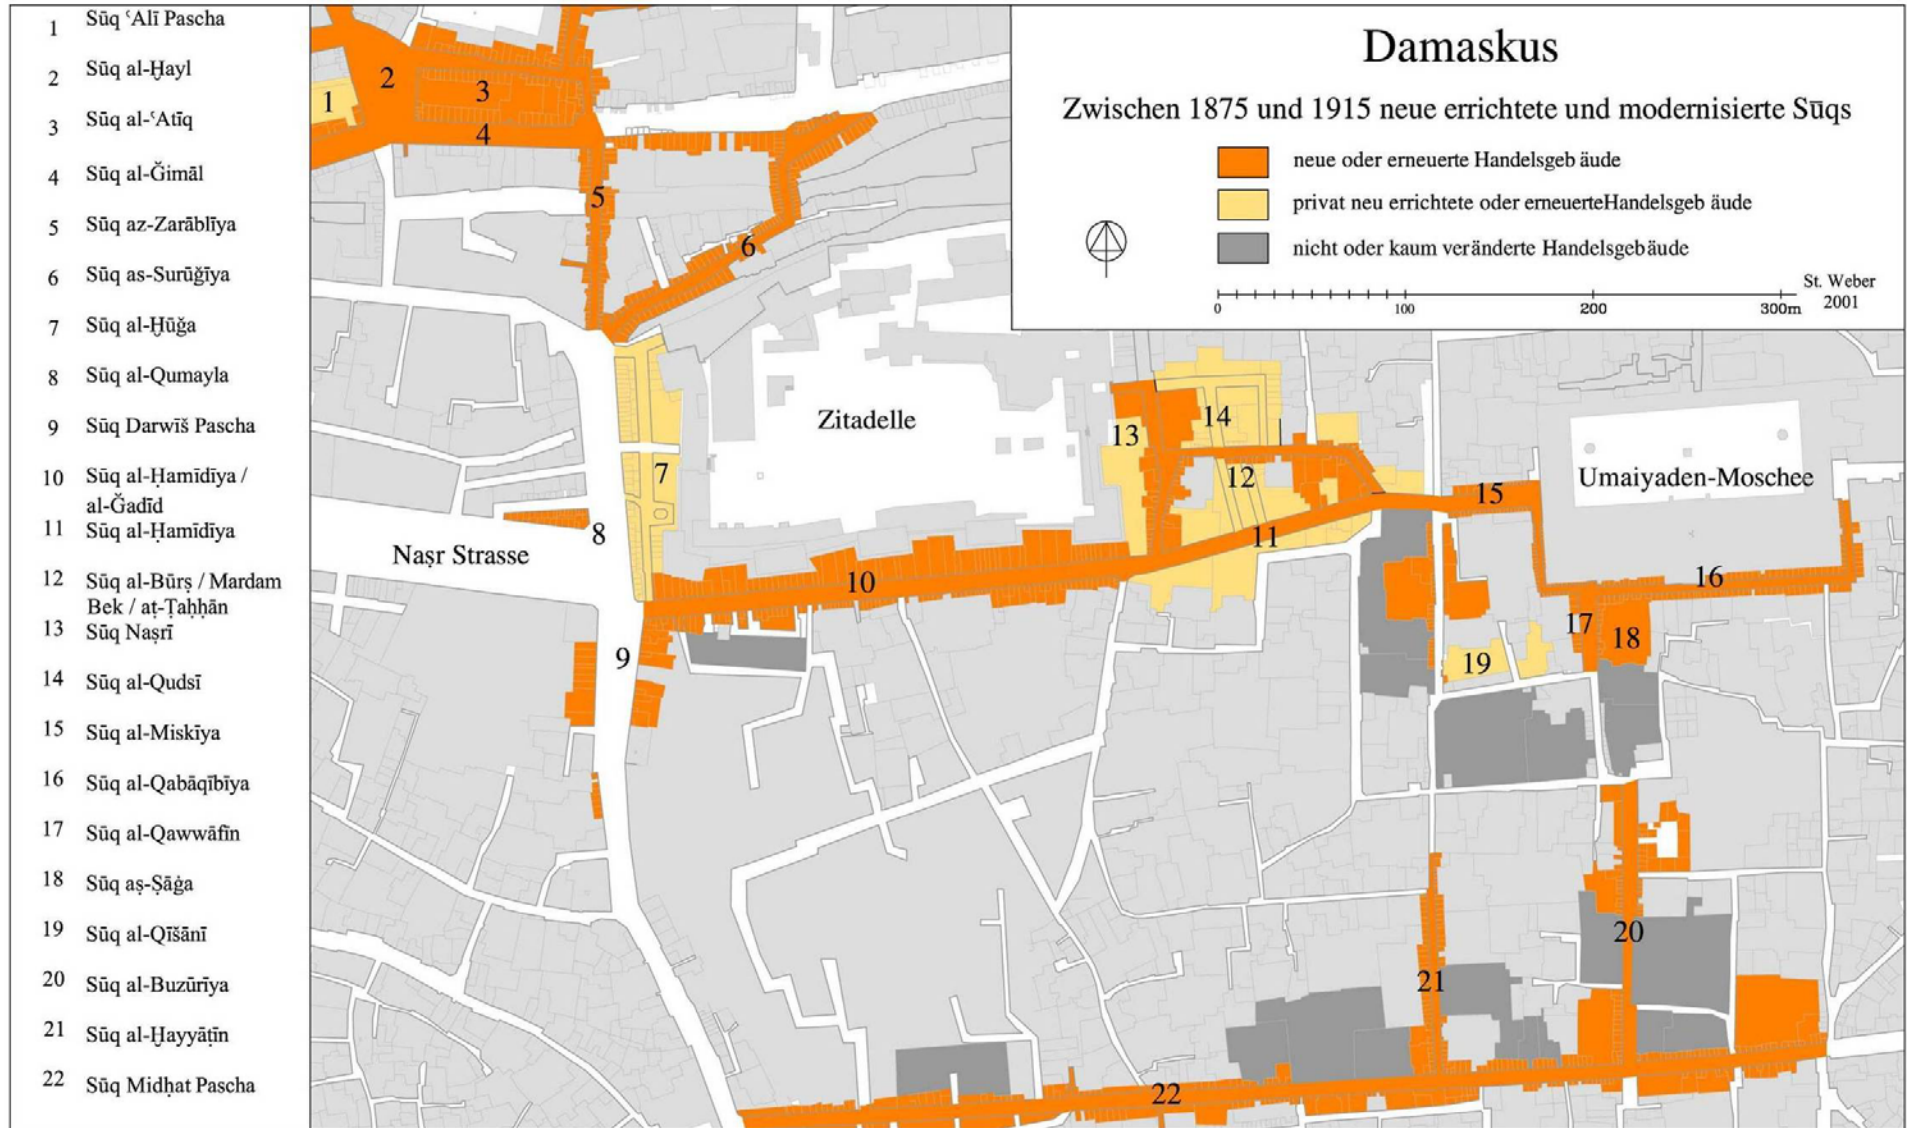 1 Sūq ʿAlī Pascha
2 Sūq al-Ḫayl
3 Sūq al-ʿAtīq
4 Sūq al-Ǧimāl
5 Sūq az-Zarāblīya
6 Sūq as-Surūǧīya
7 Sūq al-Ḫūǧa
8 Sūq al-Qumayla
9 Sūq Darwīš Pascha
10 Sūq al-Ḥamīdīya /
al-Ǧadīd
11 Sūq al-Ḥamīdīya
12 Sūq al-Būrṣ / Mardam
Bek / aṭ-Ṭaḥḥān
13 Sūq Naṣrī
14 Sūq al-Qudsī
15 Sūq al-Miskīya
16 Sūq al-Qabāqībīya
17 Sūq al-Qawwāfīn
18 Sūq aṣ-Ṣāġa
19 Sūq al-Qīšānī
20 Sūq al-Buzūrīya
21 Sūq al-Ḫayyāṭīn
22 Sūq Midḥat Pascha
Damaskus
Zwischen 1875 und 1915 neue errichtete und modernisierte Sūqs
neue oder erneuerte Handelsgeb äude
privat neu errichtete oder erneuerteHandelsgeb äude
nicht oder kaum veränderte Handelsgebäude
St. Weber
2001
0 100 200 300m
1
2
3
4
5
6
Zitadelle
7
8
Naṣr Strasse
9
10
11
12
13
14
15
Umaiyaden-Moschee
16
17
18
19
20
21
22